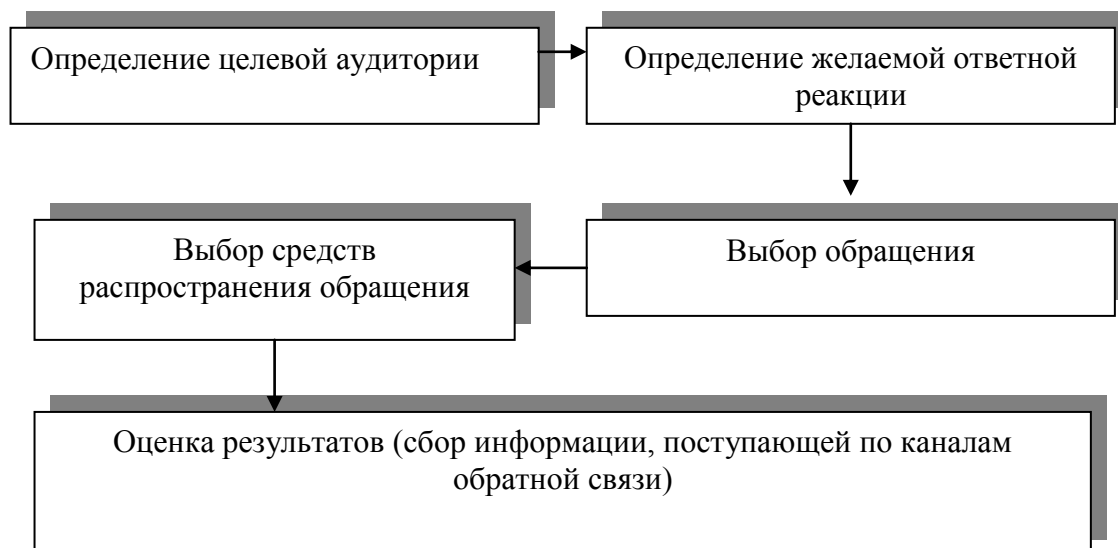 Определение целевой аудитории
Определение желаемой ответной
реакции
Выбор обращения
Выбор средств
распространения обращения
Оценка результатов (сбор информации, поступающей по каналам
обратной связи)